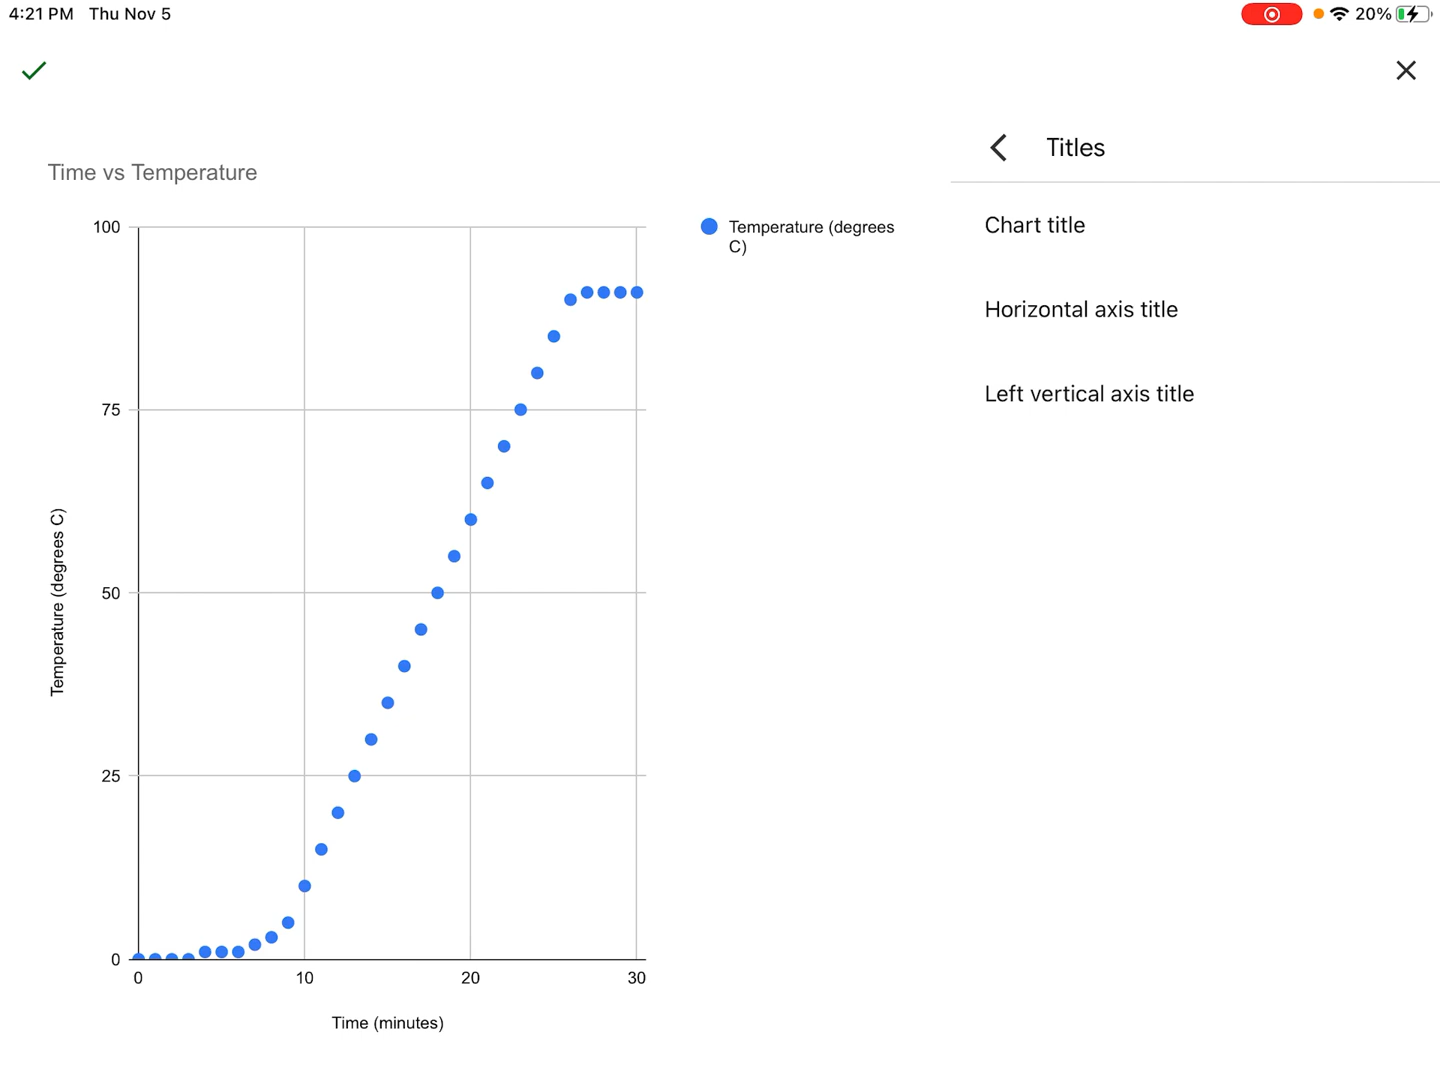 4:21 PM Thu Nov 5
20%
Titles
Time vs Temperature
Chart title
Horizontal axis title
Left vertical axis title
Temperature (degrees
C)
100
75
50
25
0
Temperature (degrees C)
0 10 20 30
Time (minutes)